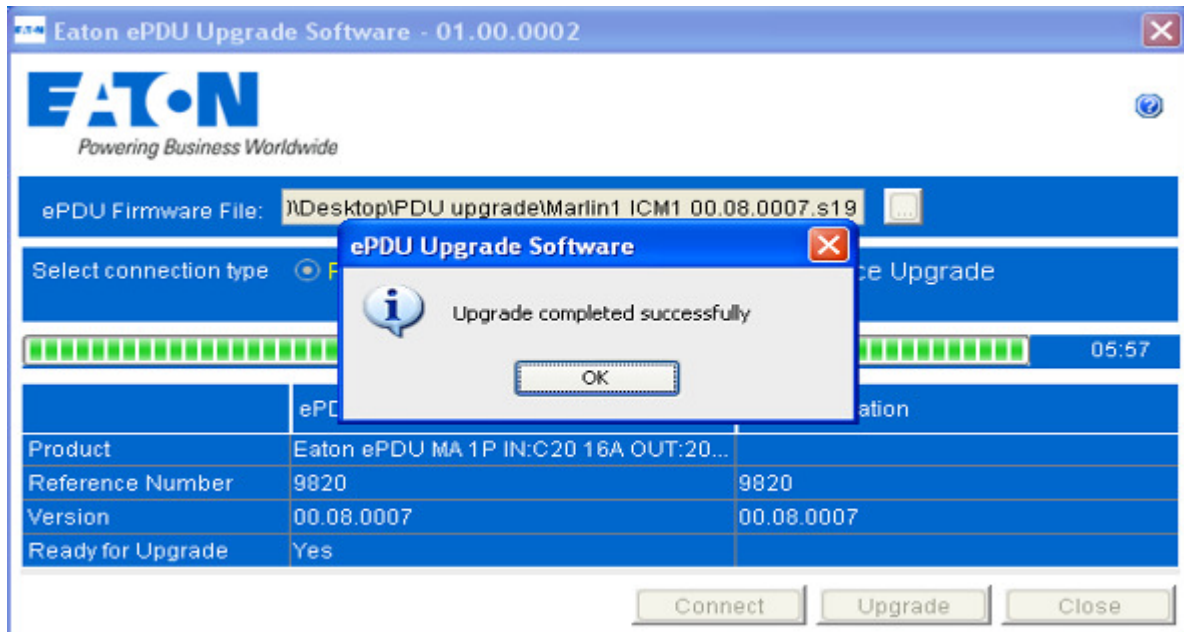 EATON Eaton ePDU Upgrade Software - 01.00.0002
EATON
Powering Business Worldwide
ePDU Firmware File: )\Desktop\PDU upgrade\Marlin1 ICM1 00.08.0007.s19 ...
ePDU Upgrade Software
Select connection type Upgrade
Upgrade completed successfully
05:57
OK
Product Eaton ePDU MA 1P IN:C20 16A OUT:20...
Reference Number 9820 9820
Version 00.08.0007 00.08.0007
Ready for Upgrade Yes
Connect Upgrade Close